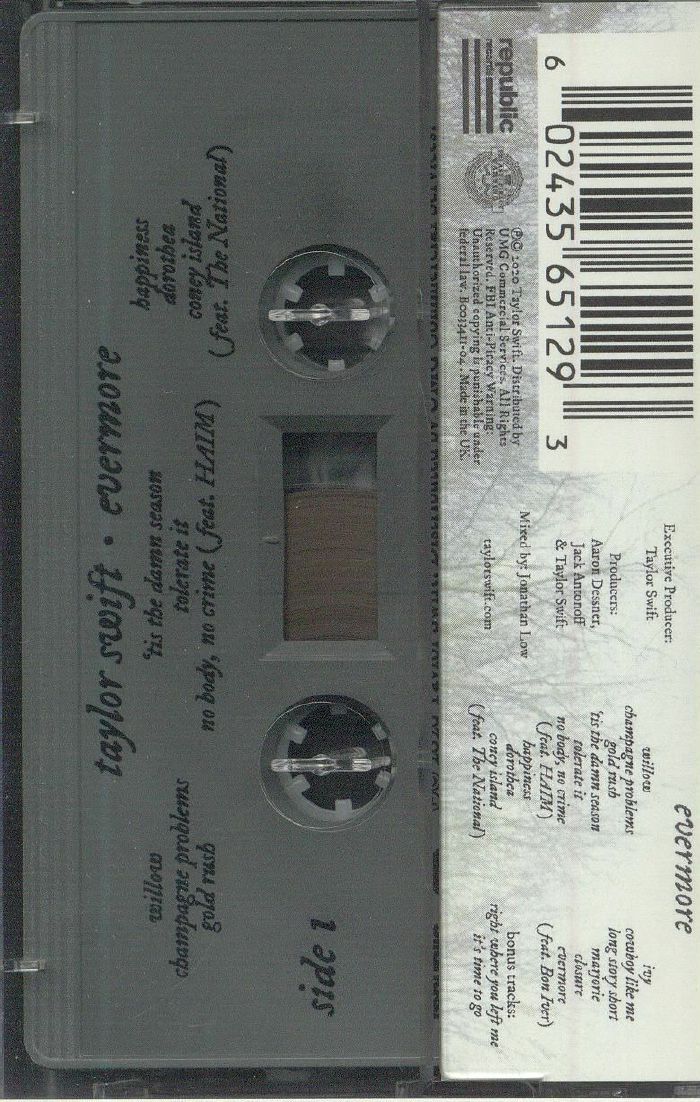 taylor swift • evermore
willow
champagne problems
gold rush
'tis the damn season
tolerate it
no body, no crime (feat. HAIM)
happiness
dorothea
coney island
(feat. The National)
side 1
evermore
willow
champagne problems
gold rush
'tis the damn season
tolerate it
no body, no crime
(feat. HAIM)
happiness
dorothea
coney island
(feat. The National)
ivy
cowboy like me
long story short
marjorie
closure
evermore
(feat. Bon Iver)
bonus tracks:
right where you left me
it's time to go
Executive Producer:
Taylor Swift
Producers:
Aaron Dessner,
Jack Antonoff
& Taylor Swift
Mixed by: Jonathan Low
taylorswift.com
6 02435 65129 3
republic
records
℗© 2020 Taylor Swift. Distributed by
UMG Commercial Services. All Rights
Reserved. FBI Anti-Piracy Warning:
Unauthorized copying is punishable under
federal law. B0033411-04. Made in the UK.